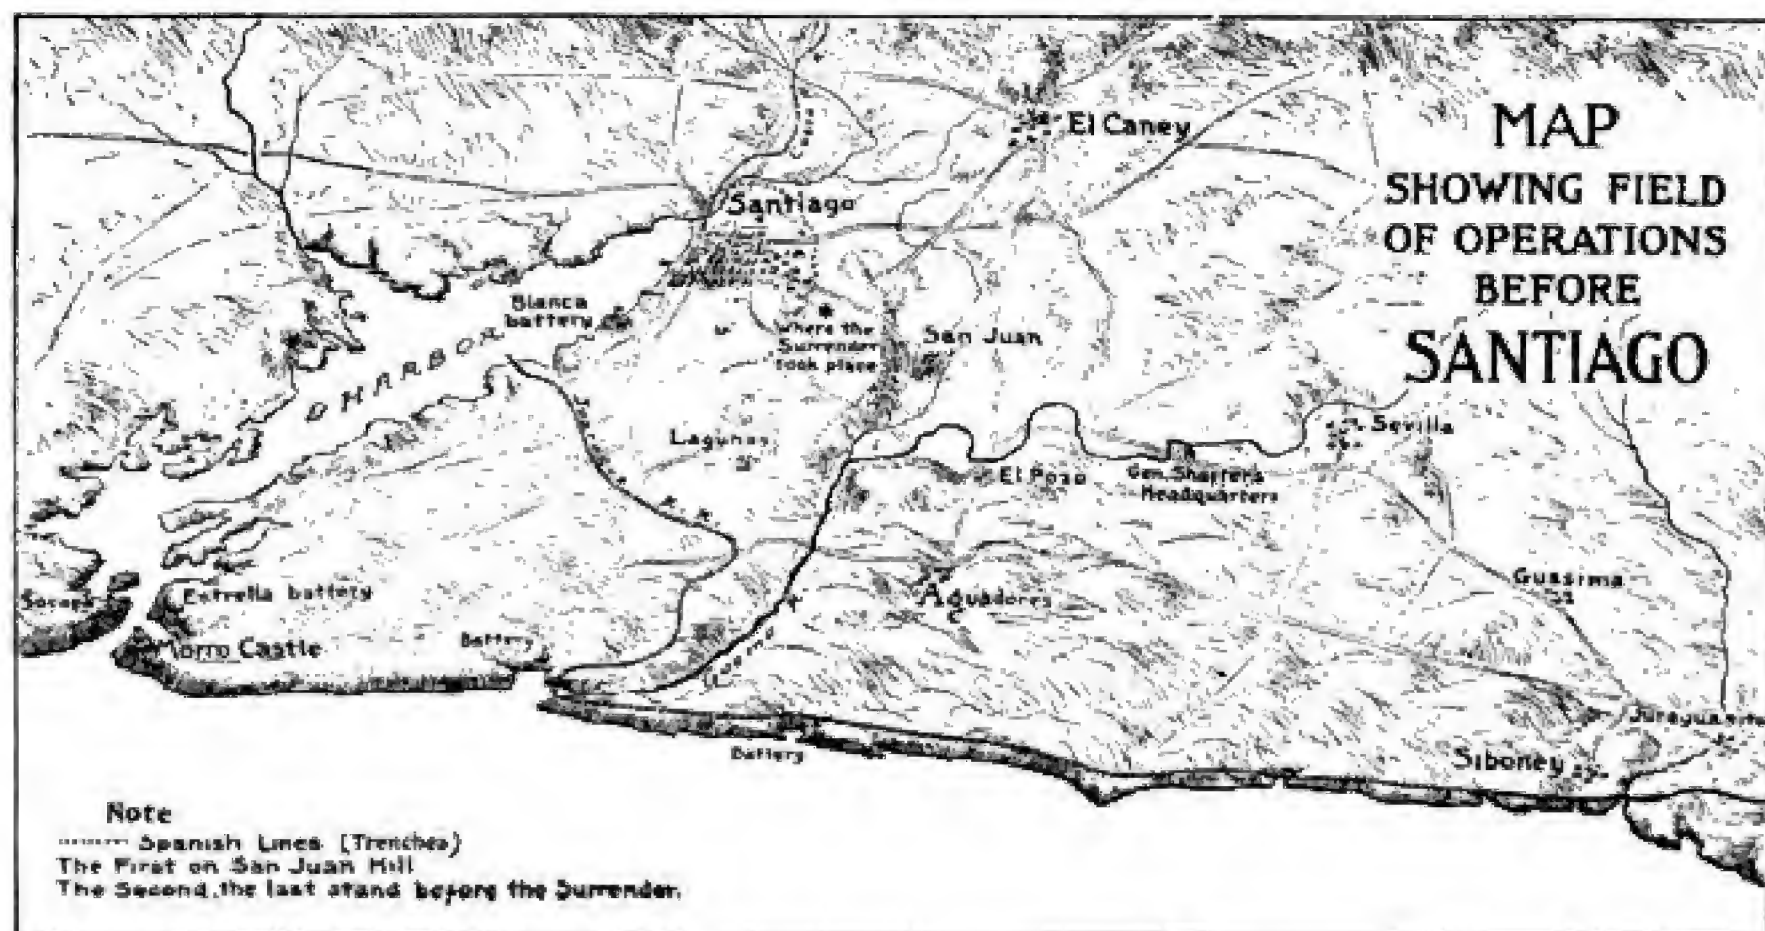 MAP
SHOWING FIELD
OF OPERATIONS
BEFORE
SANTIAGO
El Caney
Santiago
Blanca
battery
Where the
Surrender
took place
San Juan
HARBOR
Lagunas
Sevilla
El Pozo
Gen. Shafter's
Headquarters
R. R.
Guasima
Aguadores
Estrella battery
Socapa
Morro Castle
Battery
Battery
Siboney
Note
Spanish Lines (Trenches)
The First on San Juan Hill
The Second, the last stand before the Surrender.